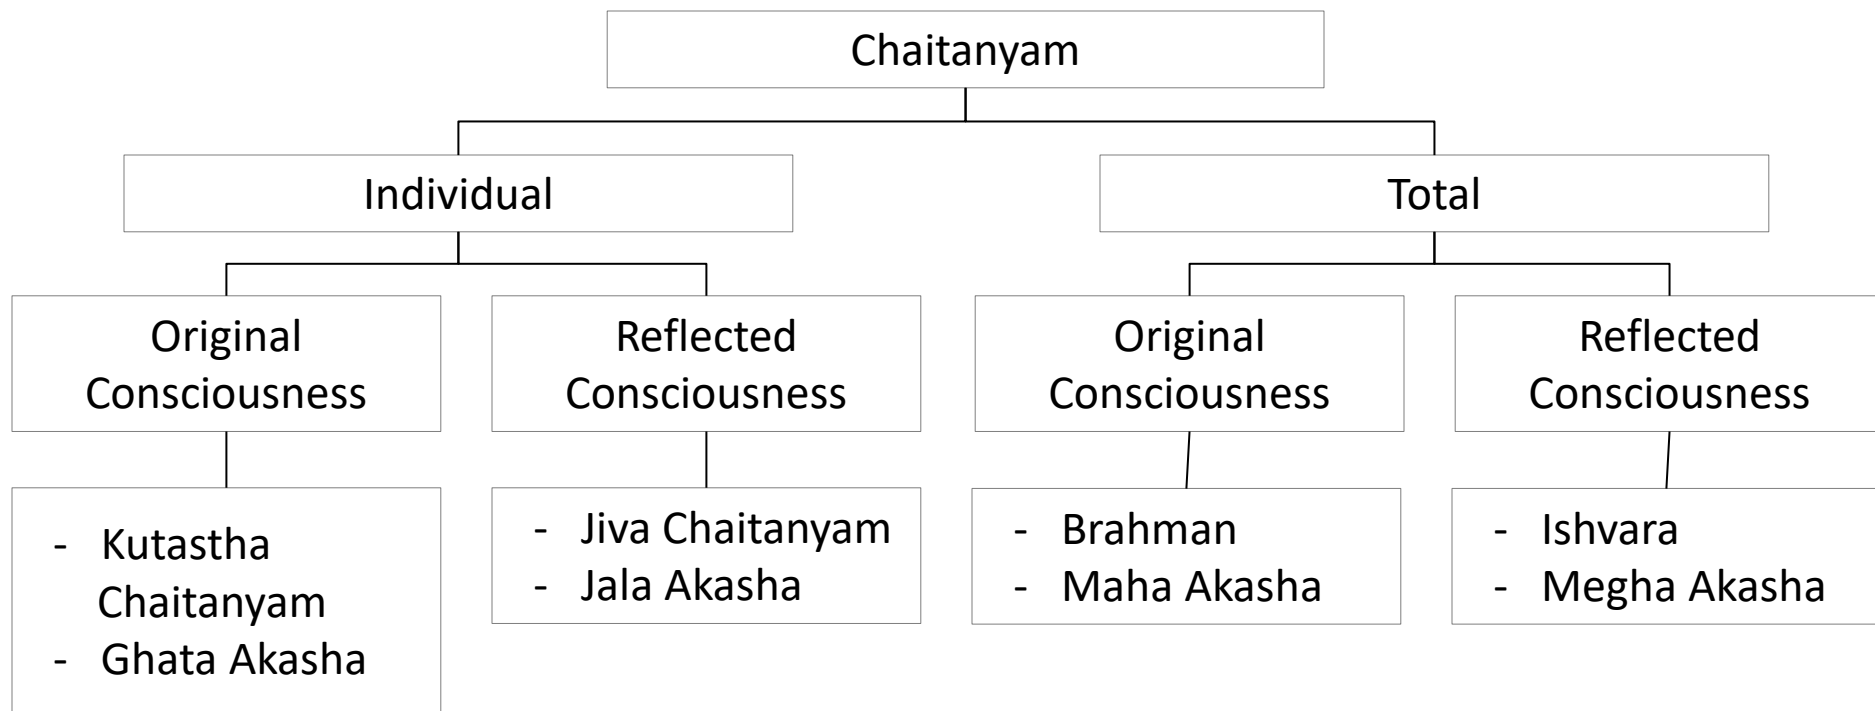 Chaitanyam
Individual
Total
Original
Consciousness
Reflected
Consciousness
Original
Consciousness
Reflected
Consciousness
- Kutastha
Chaitanyam
- Ghata Akasha
- Jiva Chaitanyam
- Jala Akasha
- Brahman
- Maha Akasha
- Ishvara
- Megha Akasha